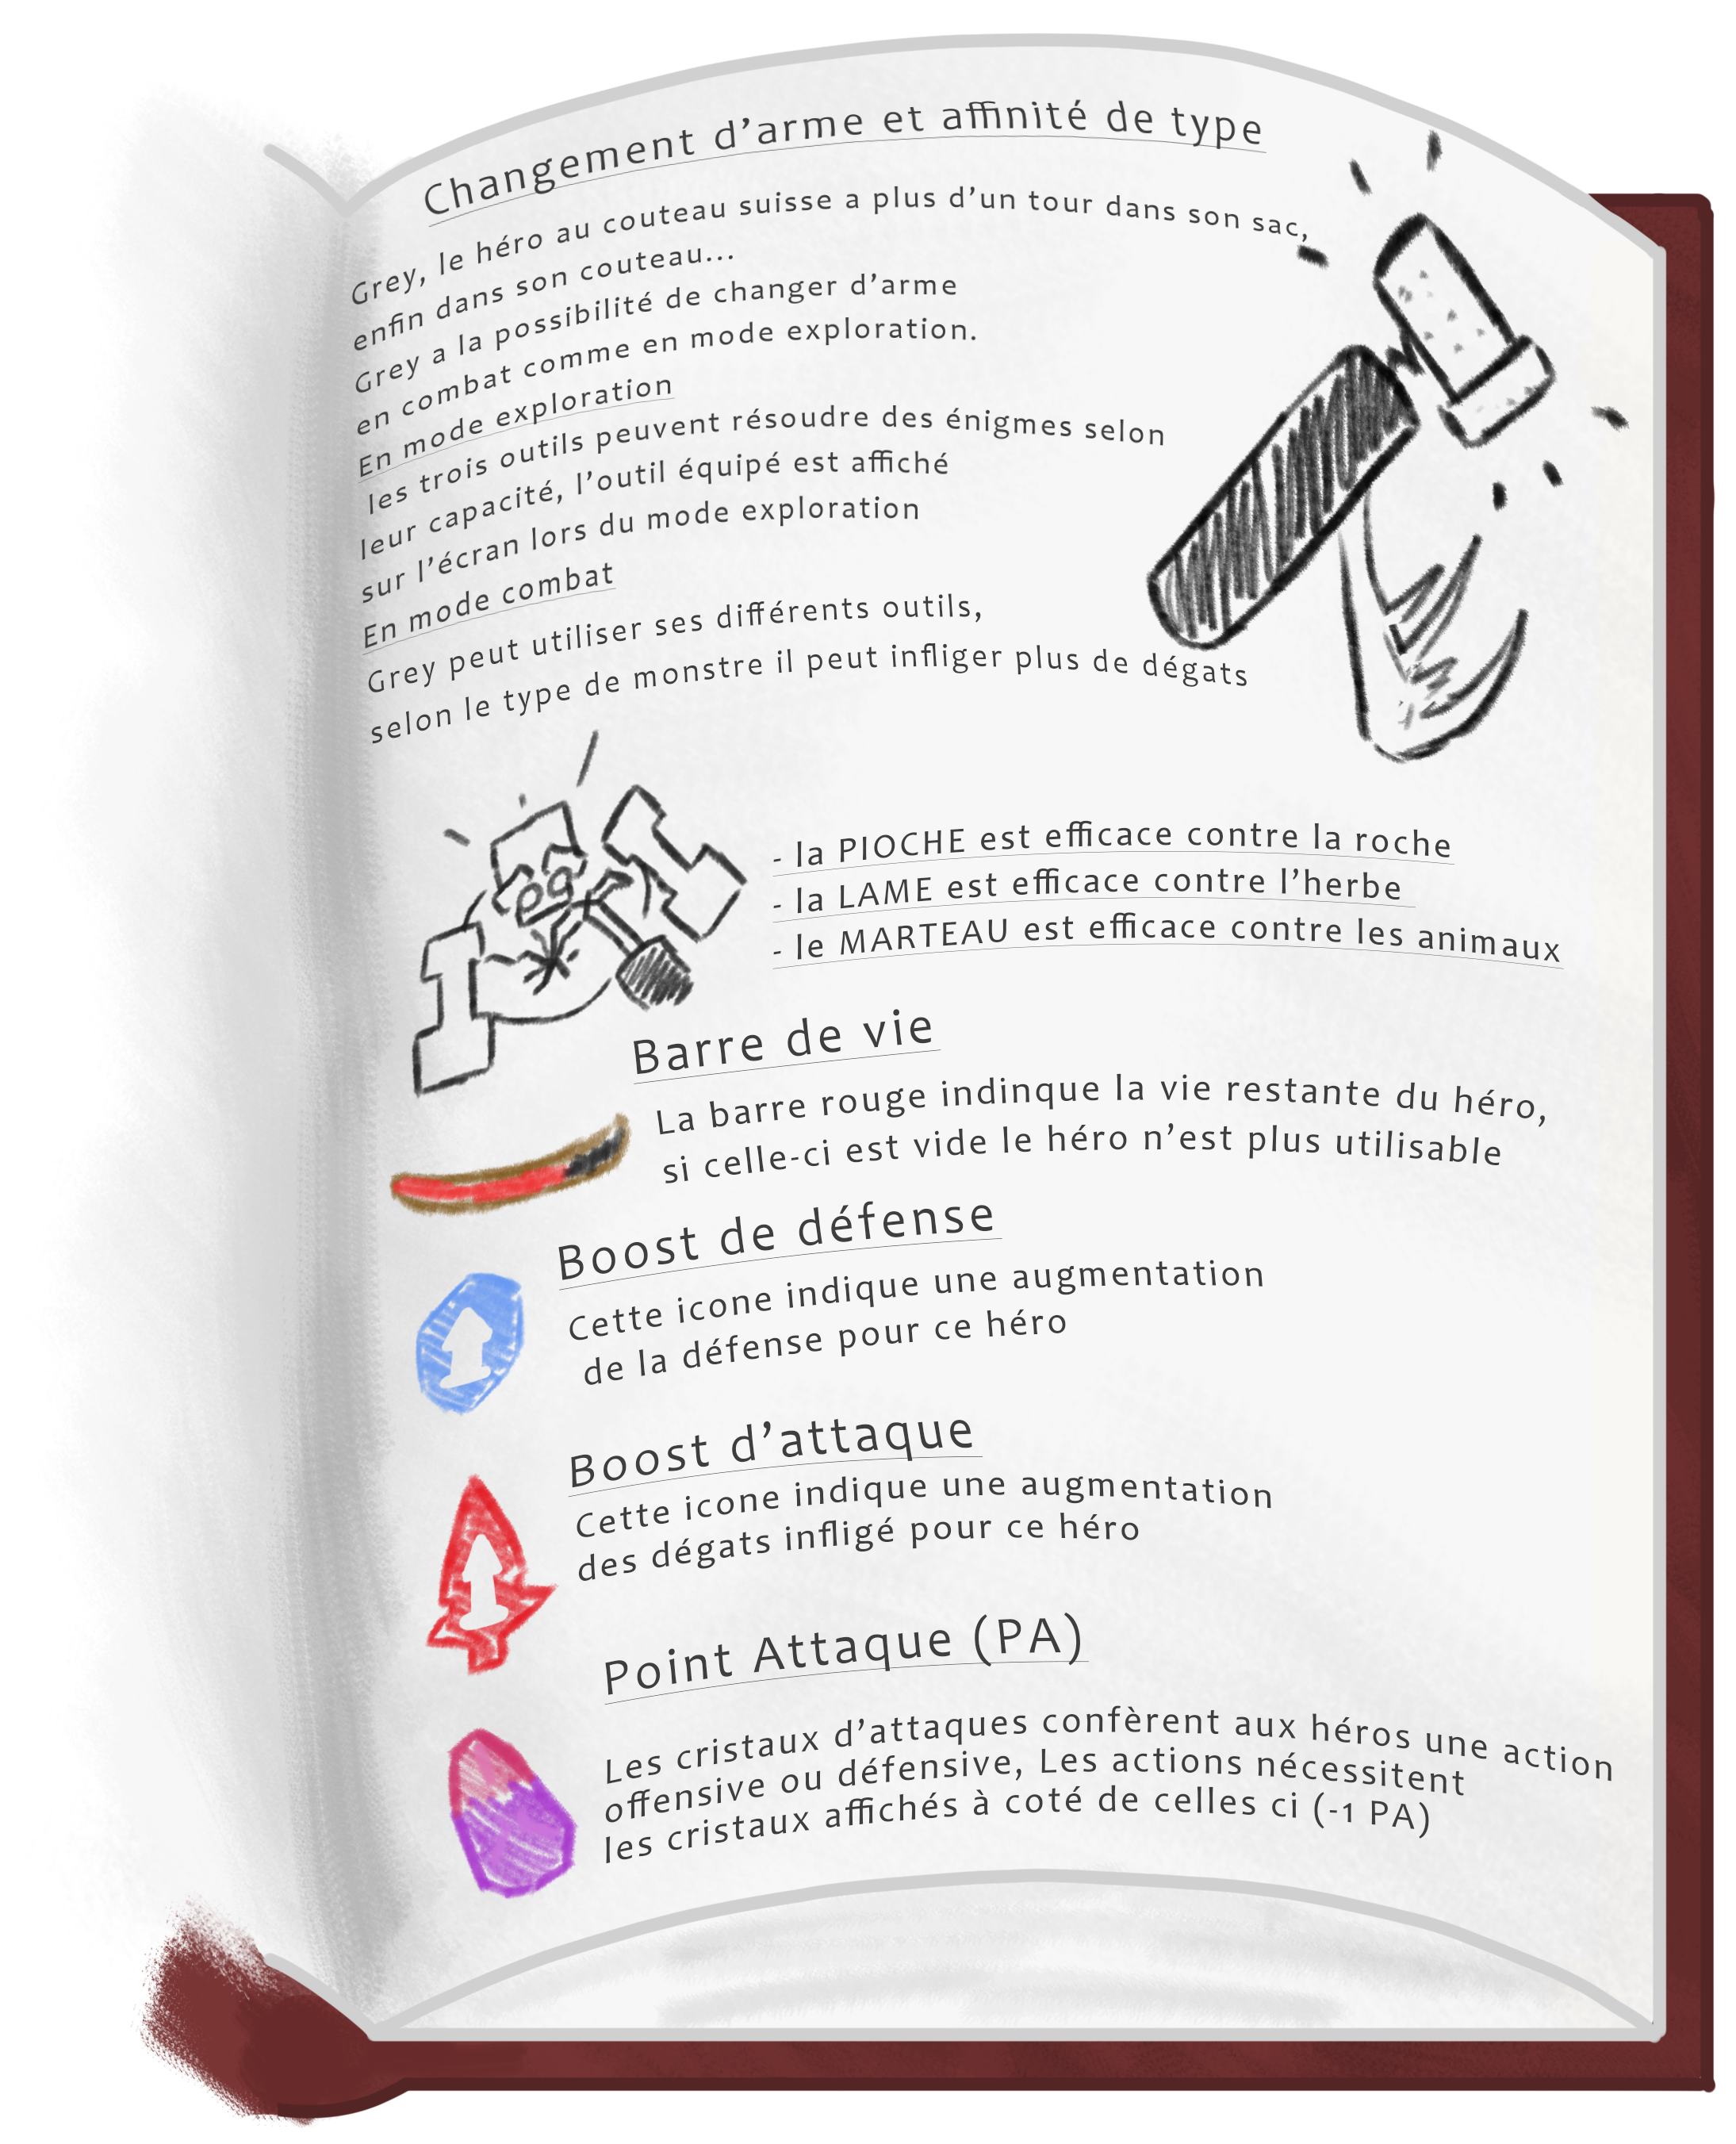 Changement d'arme et affinité de type
Grey, le héro au couteau suisse a plus d'un tour dans son sac,
enfin dans son couteau...
Grey a la possibilité de changer d'arme
en combat comme en mode exploration.
En mode exploration
les trois outils peuvent résoudre des énigmes selon
leur capacité, l'outil équipé est affiché
sur l'écran lors du mode exploration
En mode combat
Grey peut utiliser ses différents outils,
selon le type de monstre il peut infliger plus de dégats
- la PIOCHE est efficace contre la roche
- la LAME est efficace contre l'herbe
- le MARTEAU est efficace contre les animaux
Barre de vie
La barre rouge indinque la vie restante du héro,
si celle-ci est vide le héro n'est plus utilisable
Boost de défense
Cette icone indique une augmentation
de la défense pour ce héro
Boost d'attaque
Cette icone indique une augmentation
des dégats infligé pour ce héro
Point Attaque (PA)
Les cristaux d'attaques confèrent aux héros une action
offensive ou défensive, Les actions nécessitent
les cristaux affichés à coté de celles ci (-1 PA)